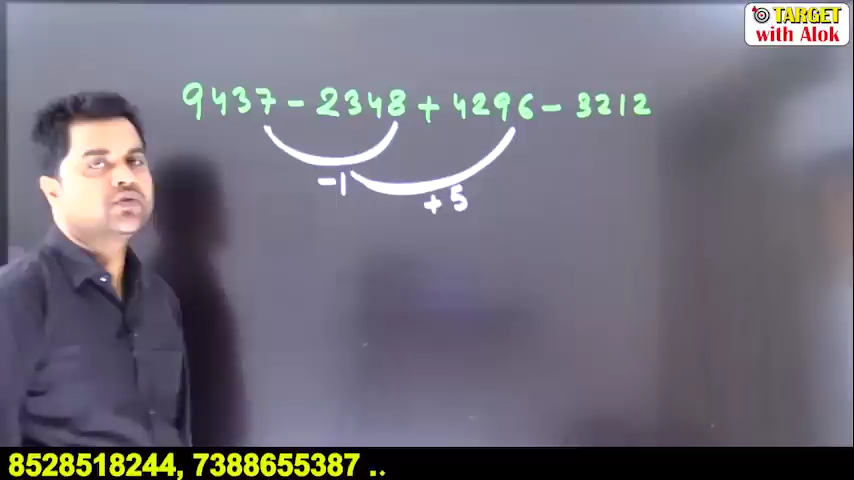 TARGET
with Alok
9437 - 2348 + 4296 - 3212
-1
+5
8528518244, 7388655387 ..